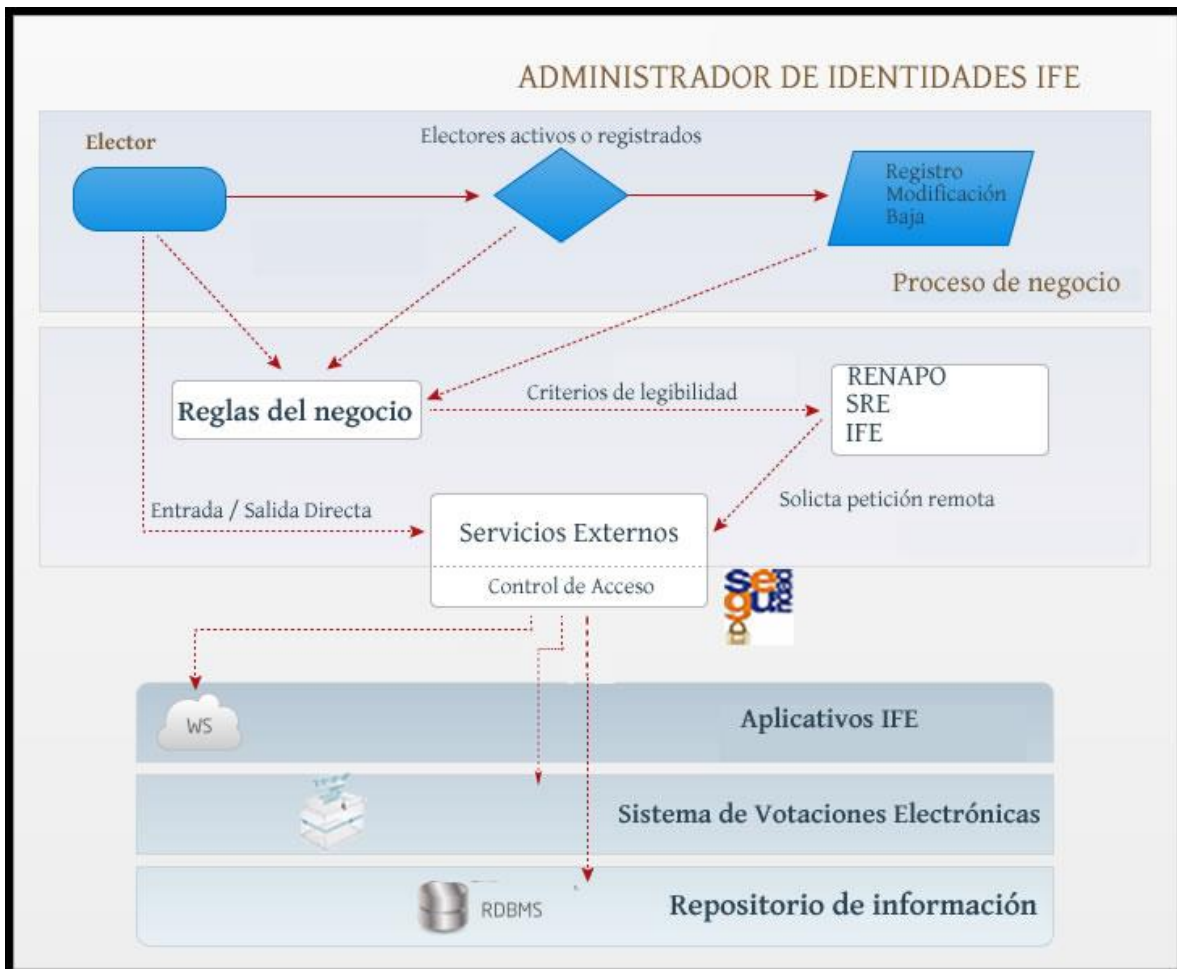 ADMINISTRADOR DE IDENTIDADES IFE
Elector
Electores activos o registrados
Registro
Modificación
Baja
Proceso de negocio
Reglas del negocio
Criterios de legibilidad
RENAPO
SRE
IFE
Entrada / Salida Directa
Solicta petición remota
Servicios Externos
Control de Acceso
seguridad
WS
Aplicativos IFE
Sistema de Votaciones Electrónicas
RDBMS
Repositorio de información